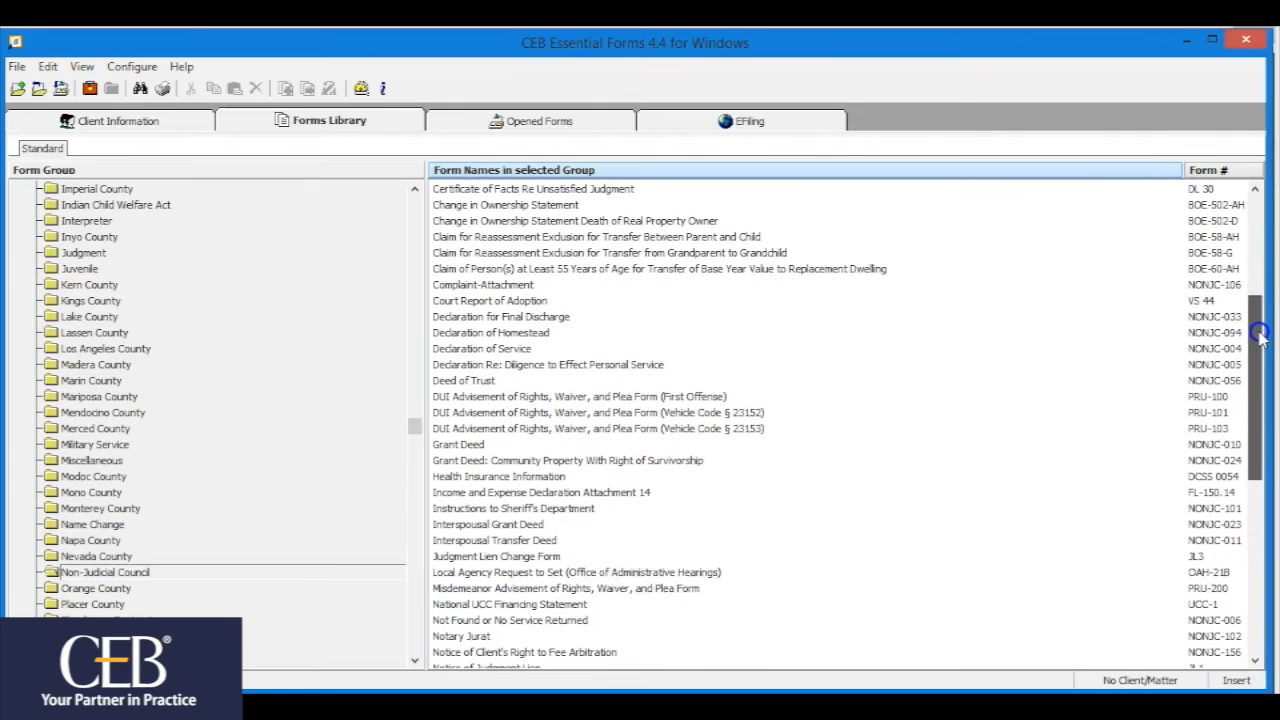 CEB Essential Forms 4.4 for Windows
File Edit View Configure Help
Client Information Forms Library Opened Forms EFiling
Standard
Form Group Form Names in selected Group Form #
Imperial County Certificate of Facts Re Unsatisfied Judgment DL 30
Indian Child Welfare Act Change in Ownership Statement BOE-502-AH
Interpreter Change in Ownership Statement Death of Real Property Owner BOE-502-D
Inyo County Claim for Reassessment Exclusion for Transfer Between Parent and Child BOE-58-AH
Judgment Claim for Reassessment Exclusion for Transfer from Grandparent to Grandchild BOE-58-G
Juvenile Claim of Person(s) at Least 55 Years of Age for Transfer of Base Year Value to Replacement Dwelling BOE-60-AH
Kern County Complaint-Attachment NONJC-106
Kings County Court Report of Adoption VS 44
Lake County Declaration for Final Discharge NONJC-033
Lassen County Declaration of Homestead NONJC-094
Los Angeles County Declaration of Service NONJC-004
Madera County Declaration Re: Diligence to Effect Personal Service NONJC-005
Marin County Deed of Trust NONJC-056
Mariposa County DUI Advisement of Rights, Waiver, and Plea Form (First Offense) PRU-100
Mendocino County DUI Advisement of Rights, Waiver, and Plea Form (Vehicle Code § 23152) PRU-101
Merced County DUI Advisement of Rights, Waiver, and Plea Form (Vehicle Code § 23153) PRU-103
Military Service Grant Deed NONJC-010
Miscellaneous Grant Deed: Community Property With Right of Survivorship NONJC-024
Modoc County Health Insurance Information DCSS 0054
Mono County Income and Expense Declaration Attachment 14 FL-150.14
Monterey County Instructions to Sheriff's Department NONJC-101
Name Change Interspousal Grant Deed NONJC-023
Napa County Interspousal Transfer Deed NONJC-011
Nevada County Judgment Lien Change Form JL3
Non-Judicial Council Local Agency Request to Set (Office of Administrative Hearings) OAH-21B
Orange County Misdemeanor Advisement of Rights, Waiver, and Plea Form PRU-200
Placer County National UCC Financing Statement UCC-1
Not Found or No Service Returned NONJC-006
Notary Jurat NONJC-102
Notice of Client's Right to Fee Arbitration NONJC-156
Notice of Judgment Lien JL1
CEB®
Your Partner in Practice
No Client/Matter Insert